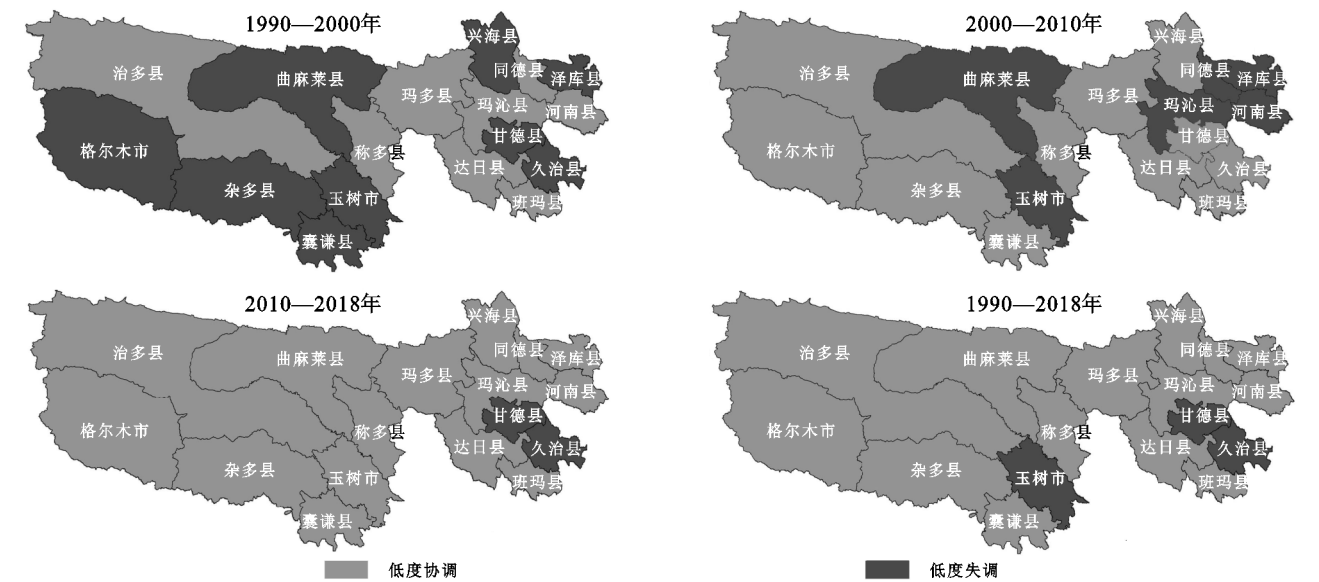 1990—2000年
兴海县
治多县
曲麻莱县
同德县
泽库县
玛多县
玛沁县
河南县
格尔木市
甘德县
称多县
达日县
久治县
杂多县
玉树市
班玛县
囊谦县
2000—2010年
兴海县
治多县
曲麻莱县
同德县
泽库县
玛多县
玛沁县
河南县
格尔木市
甘德县
称多县
达日县
久治县
杂多县
玉树市
班玛县
囊谦县
2010—2018年
兴海县
治多县
曲麻莱县
同德县
泽库县
玛多县
玛沁县
河南县
格尔木市
甘德县
称多县
达日县
久治县
杂多县
玉树市
班玛县
囊谦县
1990—2018年
兴海县
治多县
曲麻莱县
同德县
泽库县
玛多县
玛沁县
河南县
格尔木市
甘德县
称多县
达日县
久治县
杂多县
玉树市
班玛县
囊谦县
低度协调
低度失调